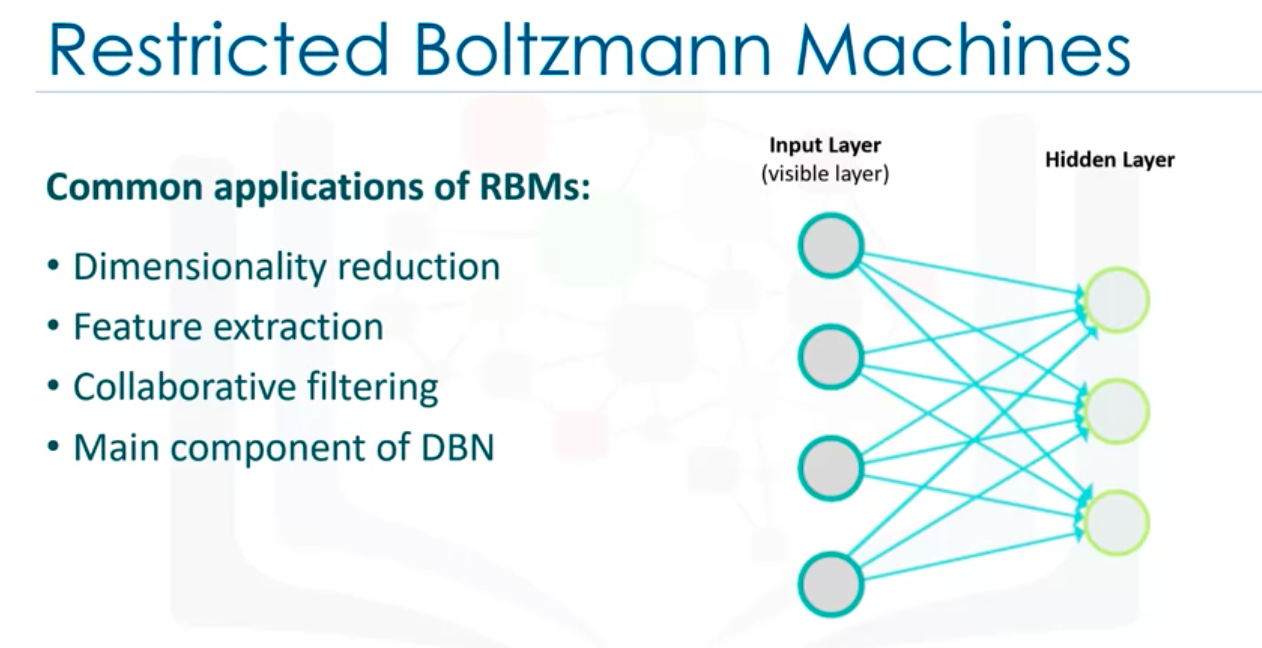 Restricted Boltzmann Machines
Common applications of RBMs:
• Dimensionality reduction
• Feature extraction
• Collaborative filtering
• Main component of DBN
Input Layer
(visible layer)
Hidden Layer